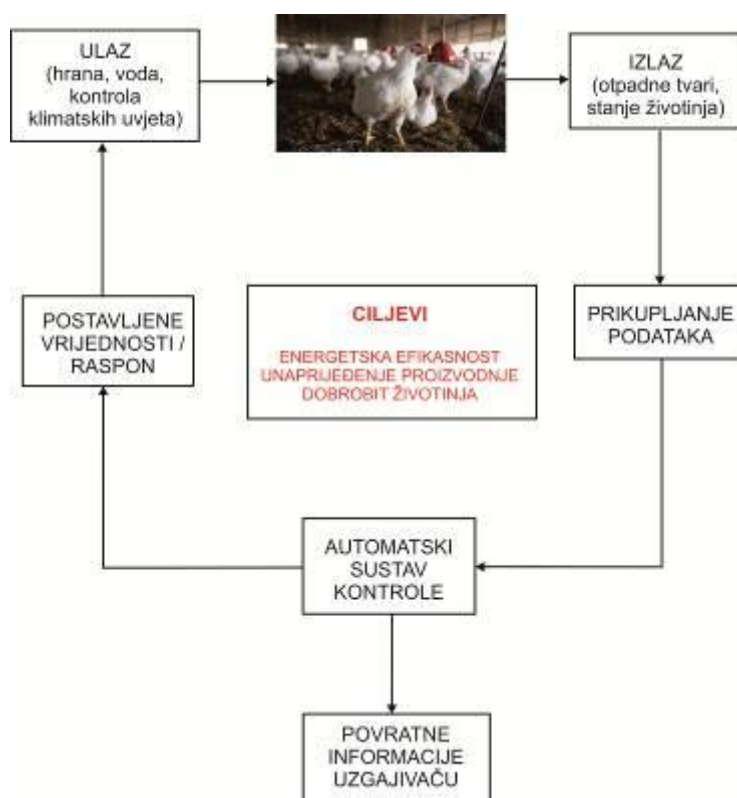 ULAZ
(hrana, voda,
kontrola
klimatskih uvjeta)
IZLAZ
(otpadne tvari,
stanje životinja)
POSTAVLJENE
VRIJEDNOSTI /
RASPON
CILJEVI
ENERGETSKA EFIKASNOST
UNAPRIJEĐENJE PROIZVODNJE
DOBROBIT ŽIVOTINJA
PRIKUPLJANJE
PODATAKA
AUTOMATSKI
SUSTAV
KONTROLE
POVRATNE
INFORMACIJE
UZGAJIVAČU